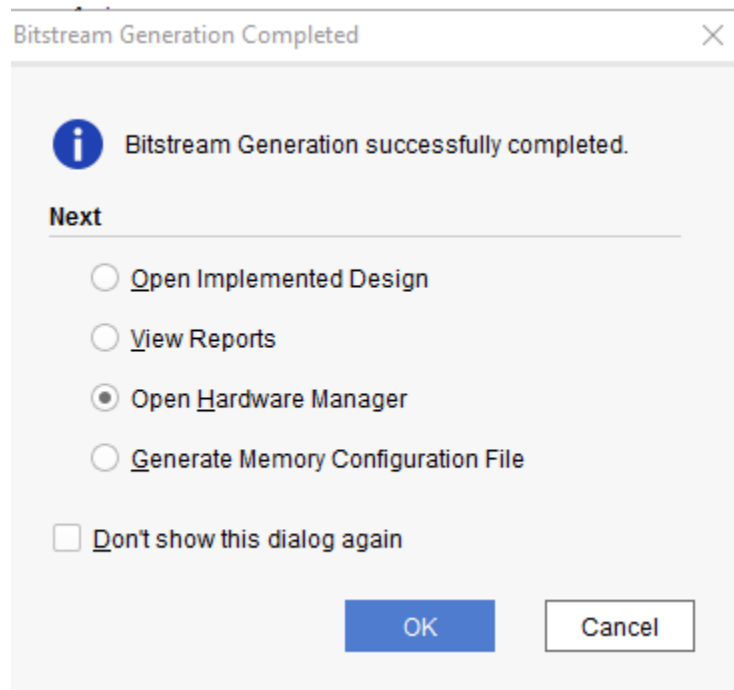 Bitstream Generation Completed
Bitstream Generation successfully completed.
Next
Open Implemented Design
View Reports
Open Hardware Manager
Generate Memory Configuration File
Don't show this dialog again
OK
Cancel